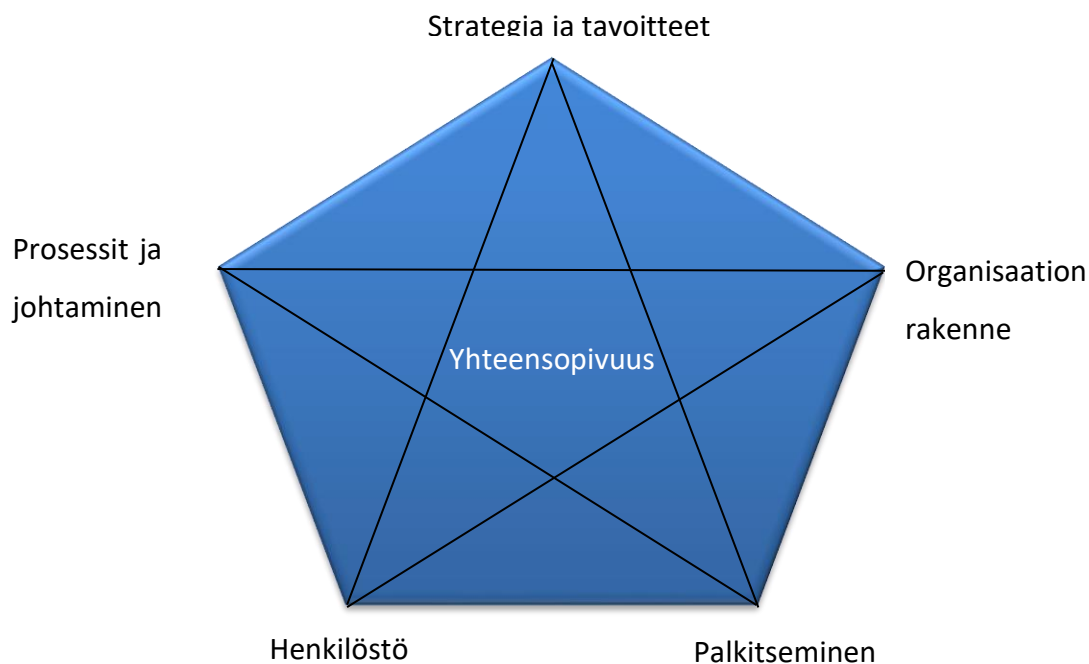 Strategia ja tavoitteet
Prosessit ja
johtaminen
Organisaation
rakenne
Yhteensopivuus
Henkilöstö
Palkitseminen